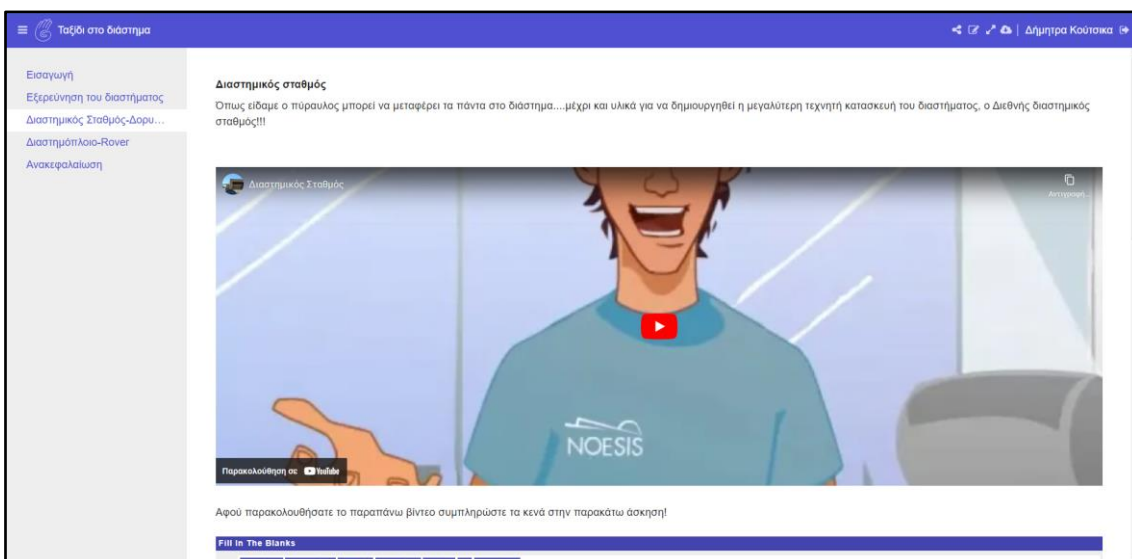 Ταξίδι στο διάστημα
Δήμητρα Κούτσικα
Εισαγωγή
Εξερεύνηση του διαστήματος
Διαστημικός Σταθμός-Δορυ...
Διαστημόπλοιο-Rover
Ανακεφαλαίωση
Διαστημικός σταθμός
Όπως είδαμε ο πύραυλος μπορεί να μεταφέρει τα πάντα στο διάστημα....μέχρι και υλικά για να δημιουργηθεί η μεγαλύτερη τεχνητή κατασκευή του διαστήματος, ο Διεθνής διαστημικός
σταθμός!!!
Διαστημικός Σταθμός
Αντιγραφή...
NOESIS
Παρακολούθηση σε YouTube
Αφού παρακολουθήσατε το παραπάνω βίντεο συμπληρώστε τα κενά στην παρακάτω άσκηση!
Fill In The Blanks